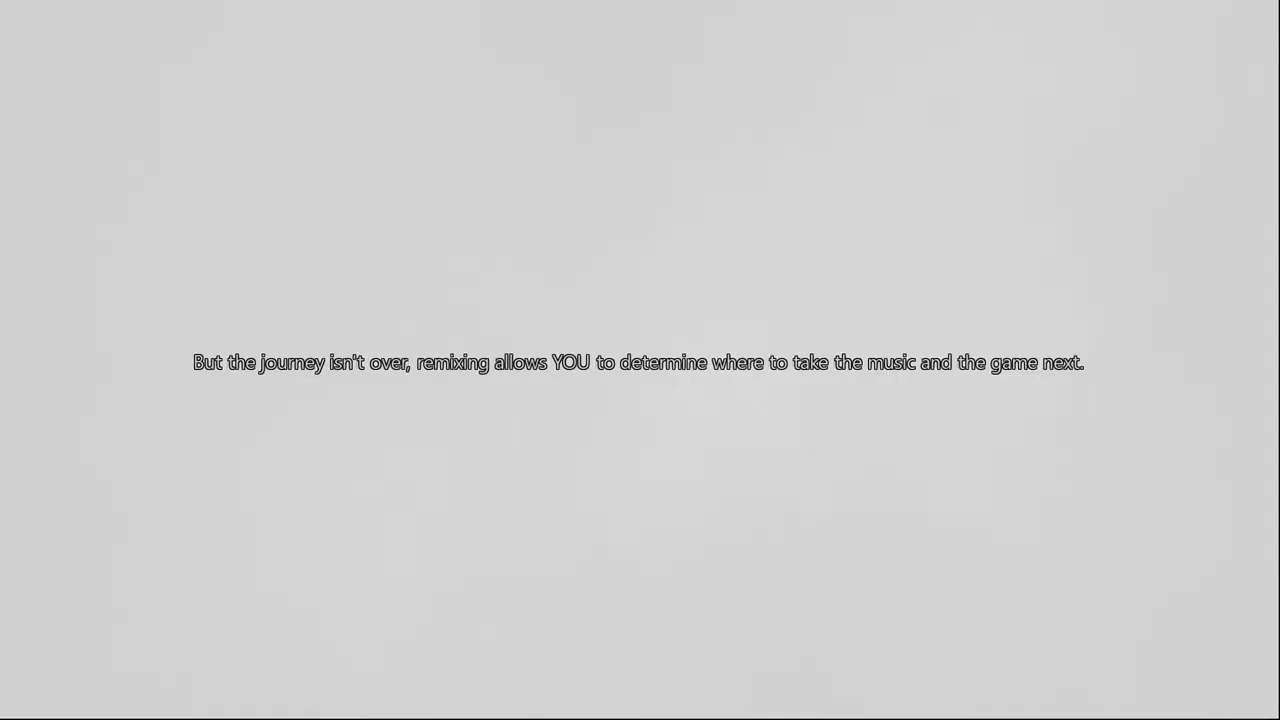 But the journey isn't over, remixing allows YOU to determine where to take the music and the game next.